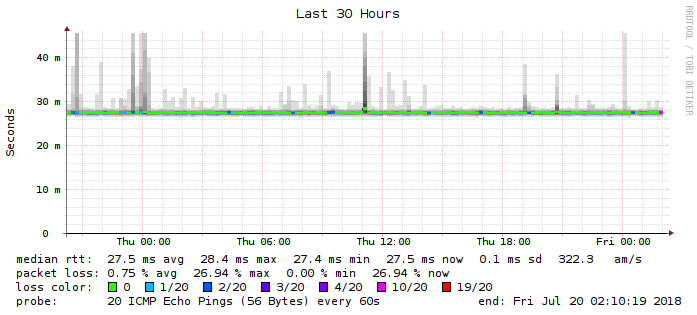 Last 30 Hours
RRDTOOL / TOBI OETIKER
Seconds
40 m
30 m
20 m
10 m
0
Thu 00:00 Thu 06:00 Thu 12:00 Thu 18:00 Fri 00:00
median rtt: 27.5 ms avg 28.4 ms max 27.4 ms min 27.5 ms now 0.1 ms sd 322.3 am/s
packet loss: 0.75 % avg 26.94 % max 0.00 % min 26.94 % now
loss color: 0 1/20 2/20 3/20 4/20 10/20 19/20
probe: 20 ICMP Echo Pings (56 Bytes) every 60s end: Fri Jul 20 02:10:19 2018